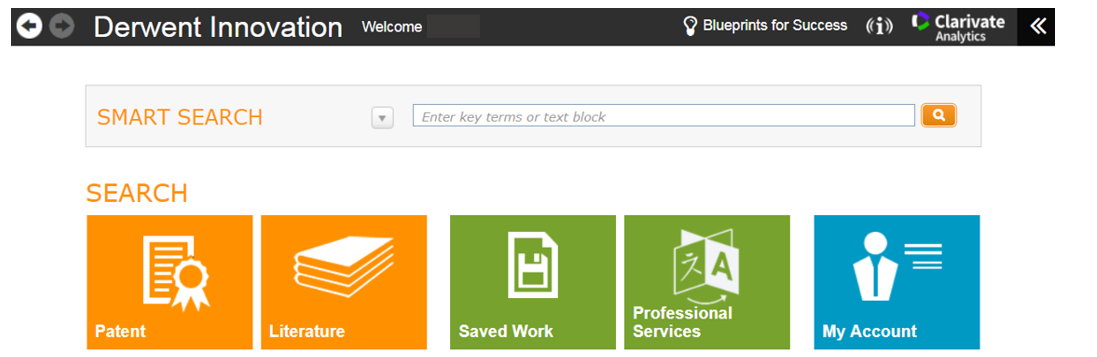 Derwent Innovation Welcome Blueprints for Success Clarivate
Analytics
SMART SEARCH Enter key terms or text block
SEARCH
Patent Literature Saved Work Professional
Services My Account